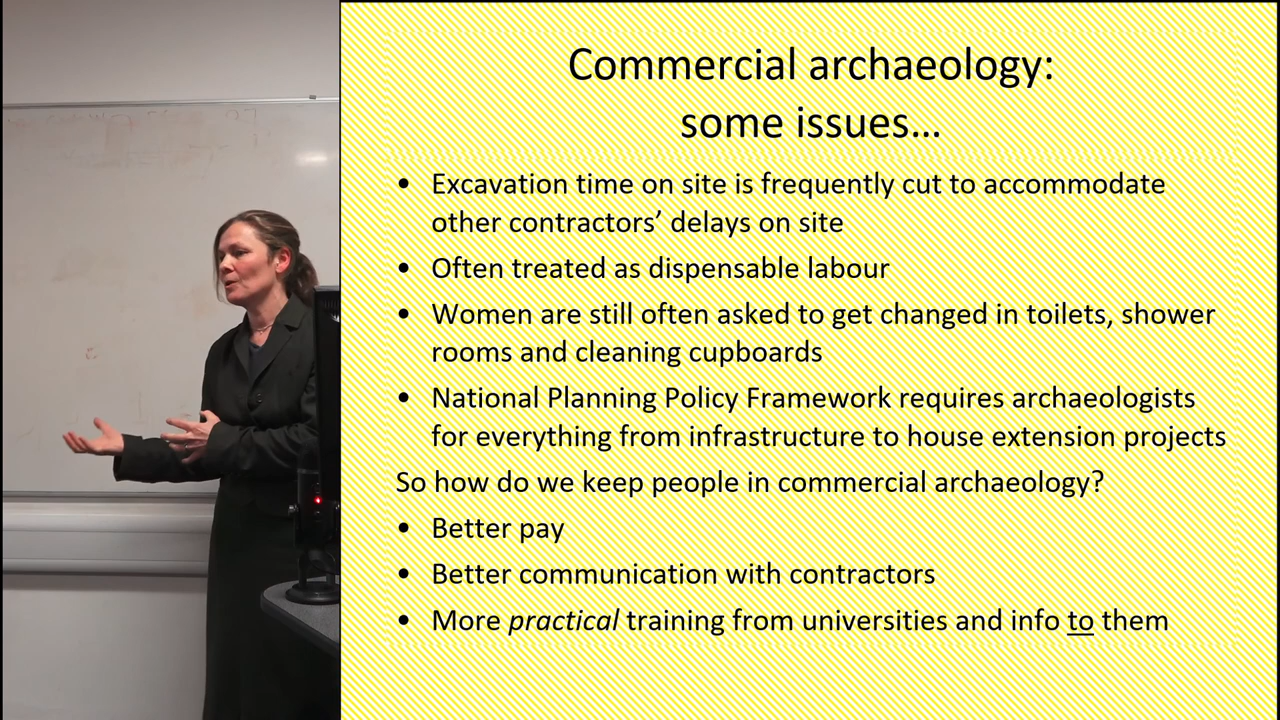 Commercial archaeology:
some issues…
• Excavation time on site is frequently cut to accommodate
other contractors’ delays on site
• Often treated as dispensable labour
• Women are still often asked to get changed in toilets, shower
rooms and cleaning cupboards
• National Planning Policy Framework requires archaeologists
for everything from infrastructure to house extension projects
So how do we keep people in commercial archaeology?
• Better pay
• Better communication with contractors
• More practical training from universities and info to them